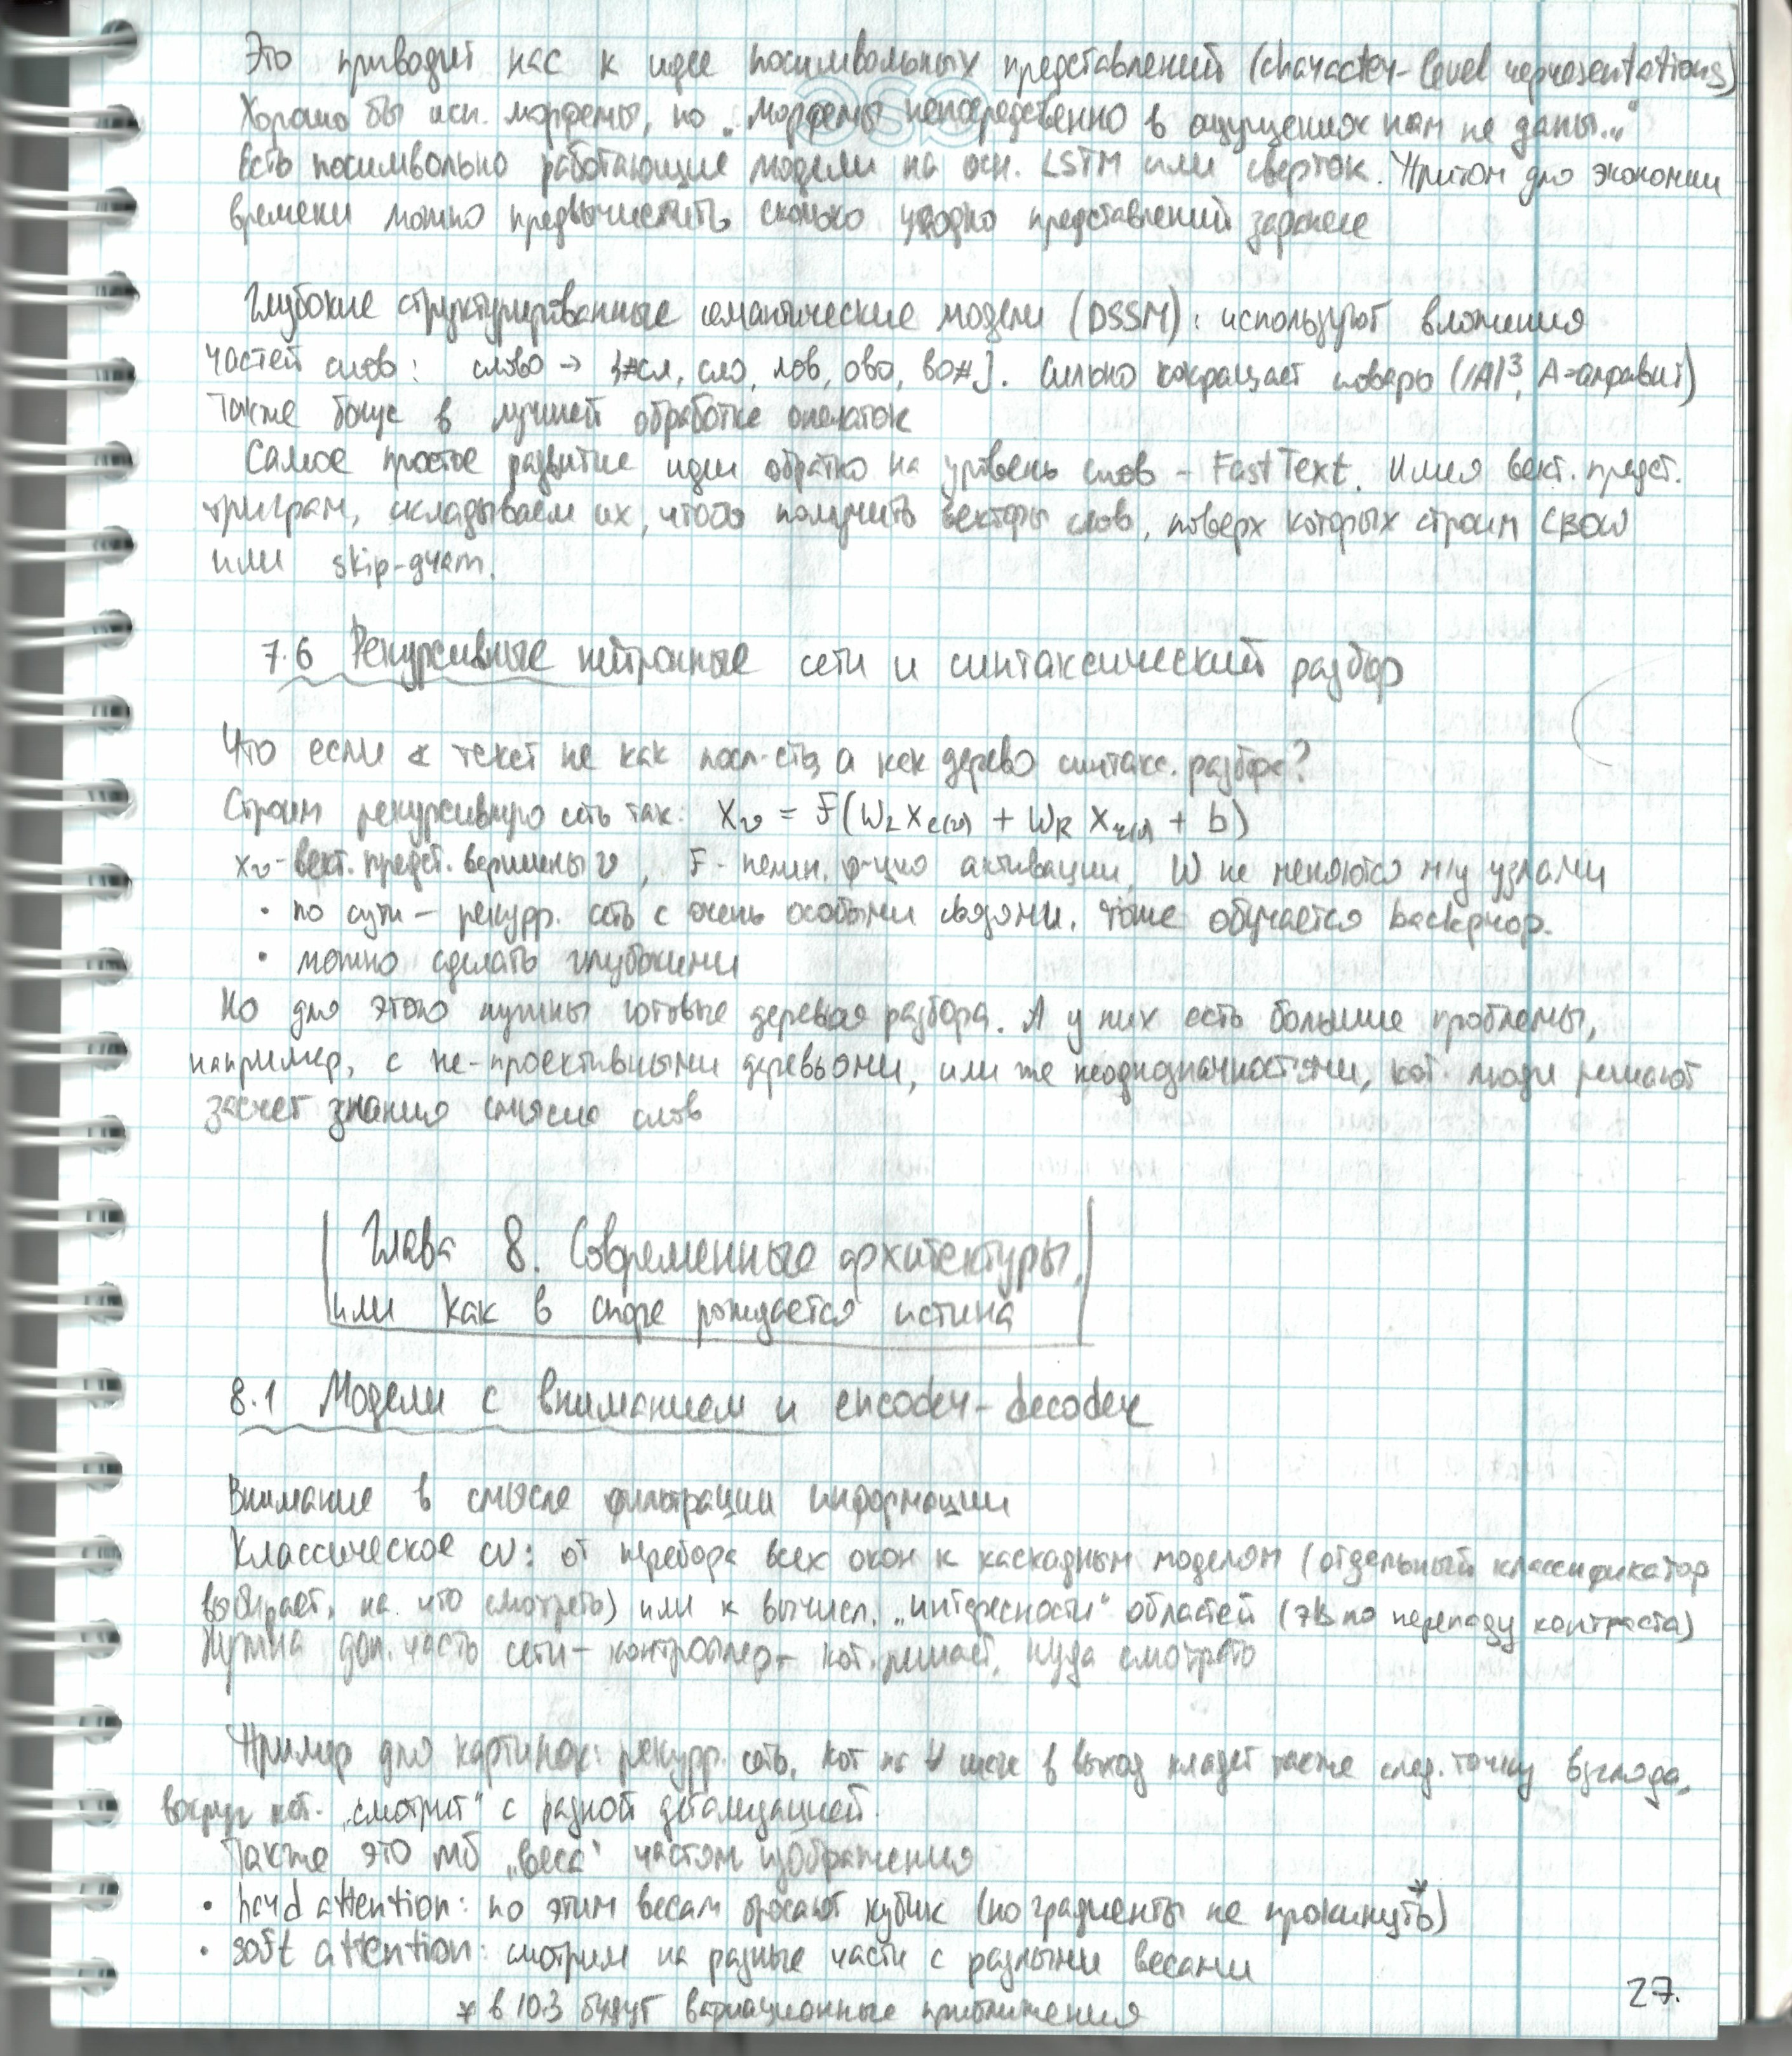 Это приводит нас к идее посимвольных представлений (character-level representations)
Хорошо бы исп. морфемы, но „морфемы непосредственно в ощущениях нам не даны..."
Есть посимвольно работающие модели на осн. LSTM или сверток. Притом для экономии
времени можно предвычислить сколько угодно представлений заранее
Глубокие структурированные семантические модели (DSSM): используют вложения
частей слов: слово → {#сл, сло, лов, ово, во#}. Сильно сокращает словарь (|A|³, A=алфавит)
Также бонус в лучшей обработке опечаток
Самое простое развитие идеи обратно на уровень слов - FastText. Имея вект. предст.
триграм, складываем их, чтобы получить векторы слов, поверх которых строим CBOW
или skip-gram.
7.6 Рекурсивные нейронные сети и синтаксический разбор
Что если текст не как посл-сть, а как дерево синтакс. разбора?
Строим рекурсивную сеть так: xᵥ = F(W_L x_l(v) + W_R x_r(v) + b)
xᵥ - вект. предст. вершины v, F - нелин. ф-ция активации, W не меняются м/у узлами
• по сути - рекурр. сеть с очень особыми связями. Тоже обучается backprop.
• можно сделать глубокими
Но для этого нужны готовые деревья разбора. А у них есть большие проблемы,
например, с не-проективными деревьями, или же неоднозначностями, кот. люди решают
засчет знания смысла слов
Глава 8. Современные архитектуры,
или как в споре рождается истина
8.1 Модели с вниманием и encoder-decoder
Внимание в смысле фильтрации информации
Классическое CV: от перебора всех окон к каскадным моделям (отдельный классификатор
выбирает, на что смотреть) или к вычисл. „интересности" областей (по перепаду контраста)
Нужна доп. часть сети - контроллер - кот. решает, куда смотреть
Пример для картинок: рекурр. сеть, кот на ∀ шаге в выход кладет также след. точку взгляда,
вокруг кот. „смотрит" с разной детализацией.
Также это мб „веса" частям изображения
• hard attention: по этим весам бросают кубик (но градиенты не прокинуть*)
• soft attention: смотрим на разные части с разными весами
* в 10.3 будут вариационные приближения
27.